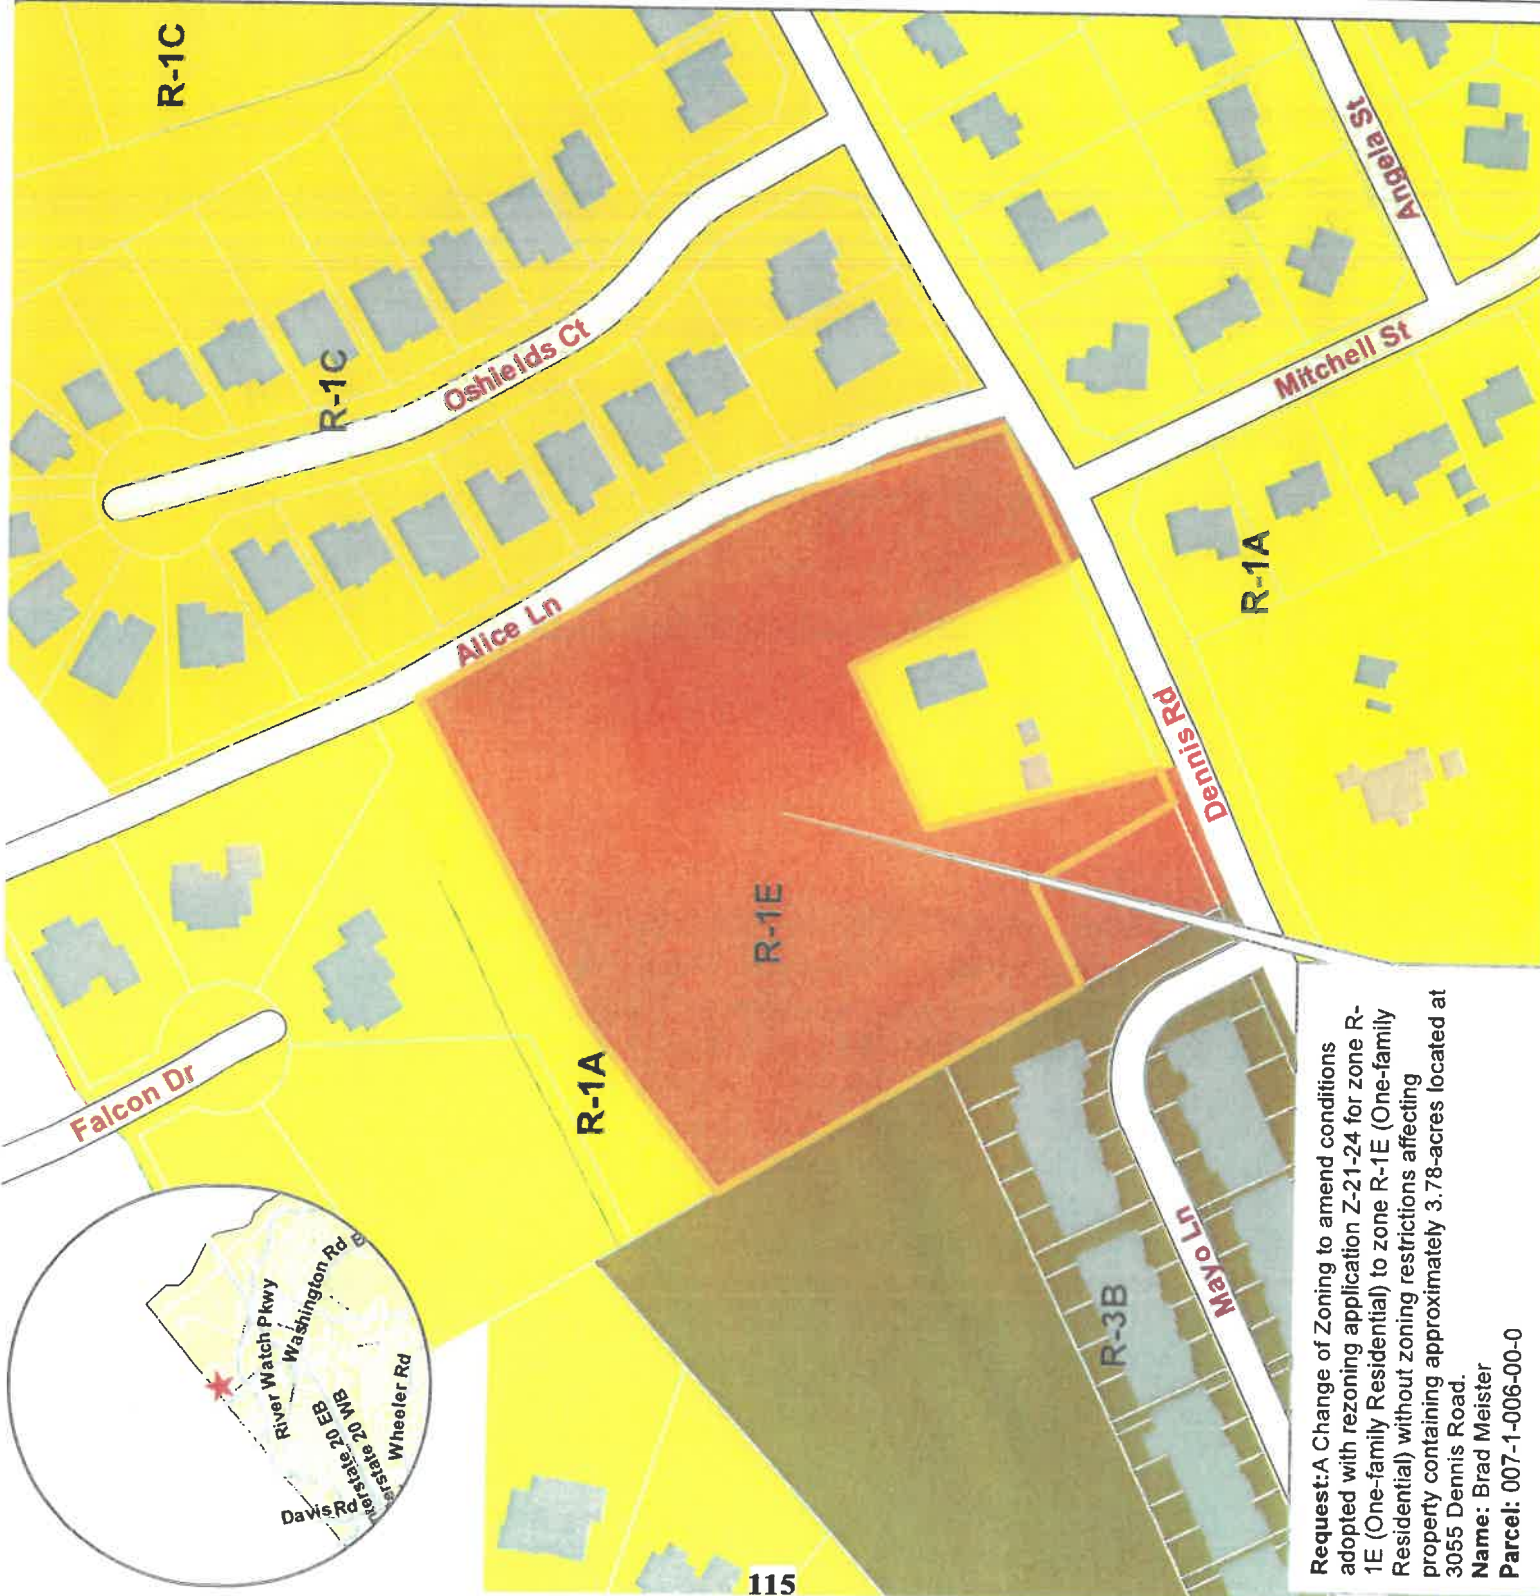 R-1C
R-1C
Oshields Ct
Angela St
Mitchell St
Alice Ln
R-1A
Dennis Rd
R-1E
Falcon Dr
R-1A
Mayo Ln
R-3B
River Watch Pkwy
Washington Rd
Wheeler Rd
Davis Rd
Interstate 20 EB
erstate 20 WB
115
Request:A Change of Zoning to amend conditions
adopted with rezoning application Z-21-24 for zone R-
1E (One-family Residential) to zone R-1E (One-family
Residential) without zoning restrictions affecting
property containing approximately 3.78-acres located at
3055 Dennis Road.
Name: Brad Meister
Parcel: 007-1-006-00-0